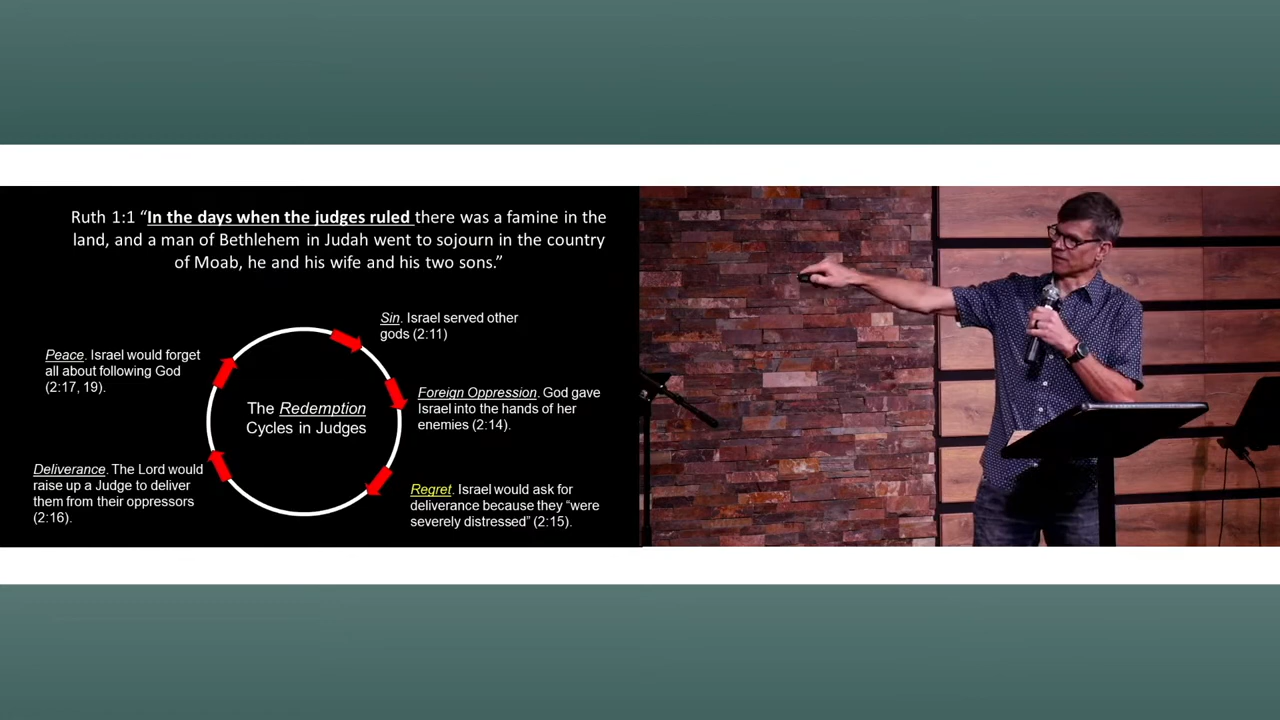 Ruth 1:1 “In the days when the judges ruled there was a famine in the
land, and a man of Bethlehem in Judah went to sojourn in the country
of Moab, he and his wife and his two sons.”
Sin. Israel served other
gods (2:11)
Foreign Oppression. God gave
Israel into the hands of her
enemies (2:14).
Regret. Israel would ask for
deliverance because they “were
severely distressed” (2:15).
Deliverance. The Lord would
raise up a Judge to deliver
them from their oppressors
(2:16).
Peace. Israel would forget
all about following God
(2:17, 19).
The Redemption
Cycles in Judges